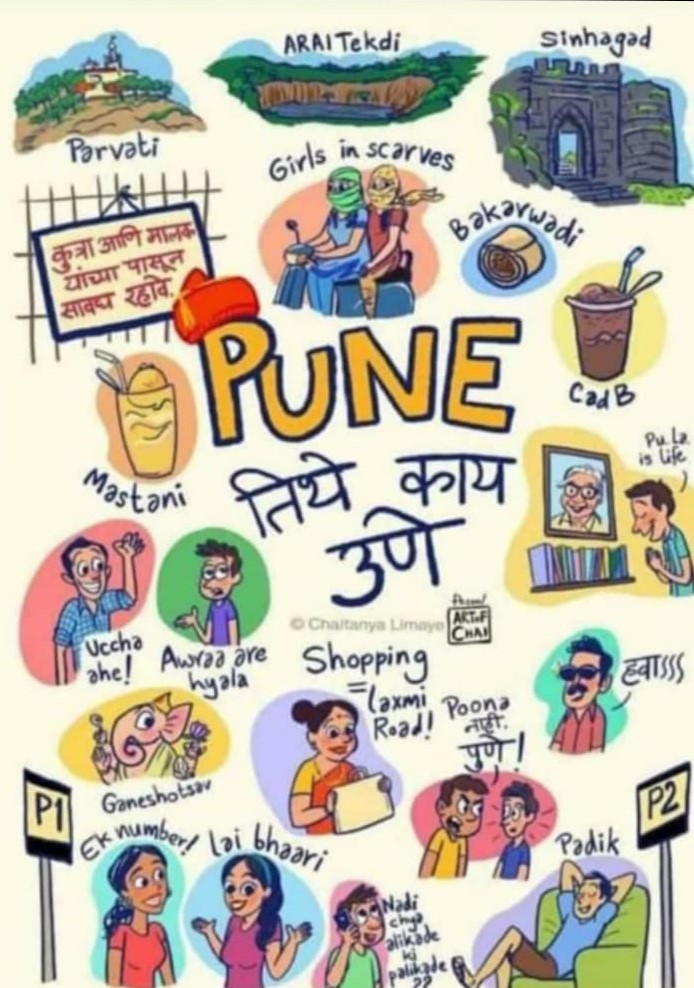 ARAI Tekdi
Sinhagad
Parvati
Girls in scarves
Bakarwadi
कुत्रा आणि मालक
यांच्या पासून
सावध रहावे.
PUNE
Cad B
Mastani
तिथे काय
उणे
Pu La
is life
© Chaitanya Limaye
ART OF
CHAI
Uccha
ahe!
Awraa are
hyala
Shopping
= Laxmi
Road!
Poona
नाही.
पुणे!
हवाSSS
Ganeshotsav
P1
P2
Ek number!
Lai bhaari
Padik
Nadi
chya
alikade
ki
palikade
??